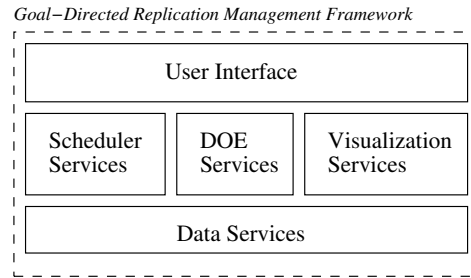 Goal−Directed Replication Management Framework
User Interface
Scheduler
Services
DOE
Services
Visualization
Services
Data Services